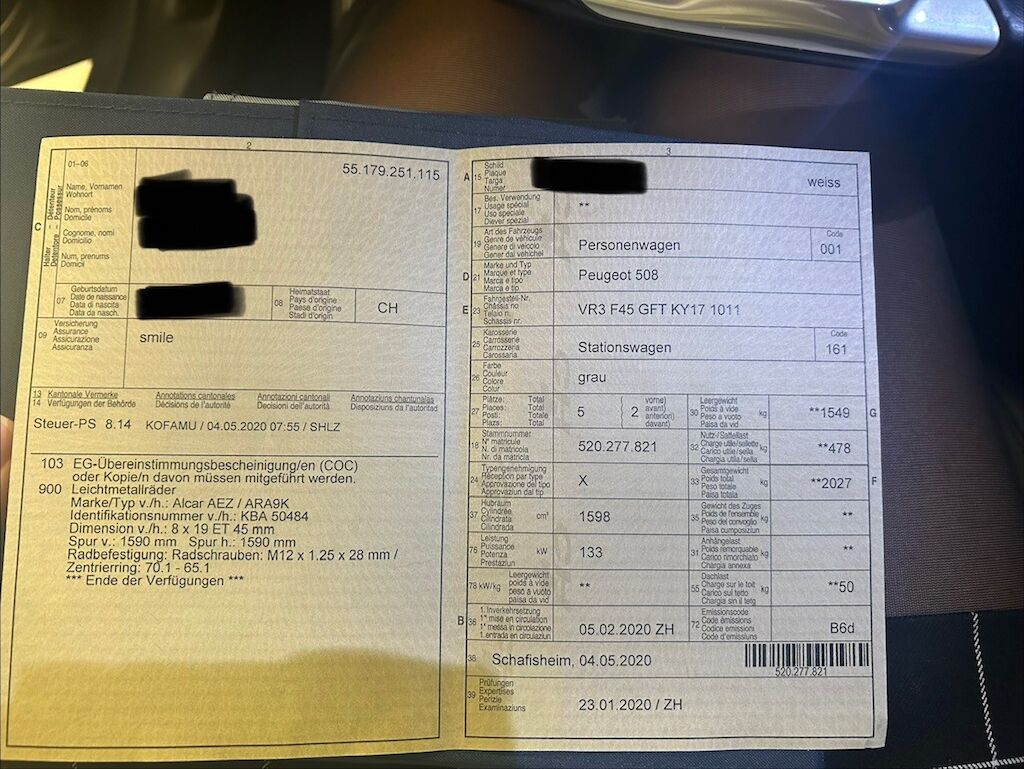 2
01–06
55.179.251.115
C
Halter Détenteur
Detentore Possessur
Name, Vornamen
Wohnort
Nom, prénoms
Domicile
Cognome, nomi
Domicilio
Num, prenums
Domicil
07
Geburtsdatum
Date de naissance
Data di nascita
Data da nasch.
08
Heimatstaat
Pays d'origine
Paese d'origine
Stadi d'orign
CH
09
Versicherung
Assurance
Assicurazione
Assicuranza
smile
13 Kantonale Vermerke Annotations cantonales Annotazioni cantonali Annotaziuns chantunalas
14 Verfügungen der Behörde Décisions de l'autorité Decisioni dell'autorità Disposiziuns da l'autoritad
Steuer-PS 8.14 KOFAMU / 04.05.2020 07:55 / SHLZ
103 EG-Übereinstimmungsbescheinigung/en (COC)
oder Kopie/n davon müssen mitgeführt werden.
900 Leichtmetallräder
Marke/Typ v./h.: Alcar AEZ / ARA9K
Identifikationsnummer v./h.: KBA 50484
Dimension v./h.: 8 x 19 ET 45 mm
Spur v.: 1590 mm Spur h.: 1590 mm
Radbefestigung: Radschrauben: M12 x 1.25 x 28 mm /
Zentrierring: 70.1 - 65.1
*** Ende der Verfügungen ***
3
A 15
Schild
Plaque
Targa
Numer
weiss
17
Bes. Verwendung
Usage spécial
Uso speciale
Diever spezial
**
19
Art des Fahrzeugs
Genre de véhicule
Genere di veicolo
Gener dal vehichel
Personenwagen
Code
001
D 21
Marke und Typ
Marque et type
Marca e tipo
Marca e tip
Peugeot 508
E 23
Fahrgestell-Nr.
Châssis no
Telaio n.
Schassis nr.
VR3 F45 GFT KY17 1011
25
Karosserie
Carrosserie
Carrozzeria
Carossaria
Stationswagen
Code
161
26
Farbe
Couleur
Colore
Colur
grau
27
Plätze: Total
Places: Total
Posti: Totale
Plazs: Total
5 { 2
vorne)
avant)
anteriori)
davant)
30
Leergewicht
Poids à vide
Peso a vuoto
Paisa da vid
kg
**1549
G
18
Stammnummer
N° matricule
N. di matricola
Nr. da matricla
520.277.821
32
Nutz-/Sattellast
Charge utile/sellette
Carico utile/sella
Chargia utila/sella
kg
**478
24
Typengenehmigung
Réception par type
Approvazione del tipo
Approvaziun dal tip
X
33
Gesamtgewicht
Poids total
Peso totale
Paisa totala
kg
**2027
F
37
Hubraum
Cylindrée
Cilindrata
Cilindrada
cm³
1598
35
Gewicht des Zuges
Poids de l'ensemble
Peso del convoglio
Paisa cumposiziun
kg
**
76
Leistung
Puissance
Potenza
Prestaziun
kW
133
31
Anhängelast
Poids remorquable
Carico rimorchiato
Chargia annexa
kg
**
78 kW/kg
Leergewicht
poids à vide
peso a vuoto
paisa da vid
**
55
Dachlast
Charge sur le toit
Carico sul tetto
Chargia sin il tetg
kg
**50
B 36
1. Inverkehrsetzung
1re mise en circulation
1a messa in circolazione
1. entrada en circulaziun
05.02.2020 ZH
72
Emissionscode
Code émissions
Codice emissioni
Code d'emissiuns
B6d
38
Schafisheim, 04.05.2020
520.277.821
39
Prüfungen
Expertises
Perizie
Examinaziuns
23.01.2020 / ZH